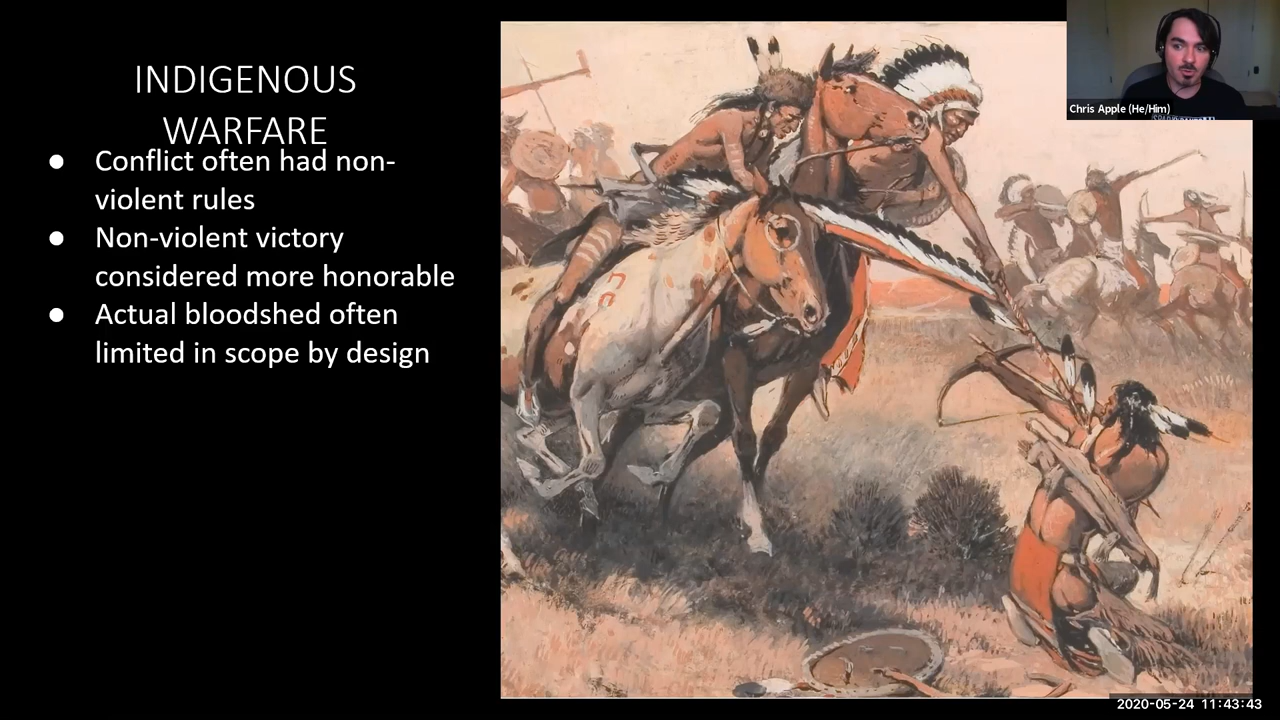 INDIGENOUS
WARFARE
● Conflict often had non-
violent rules
● Non-violent victory
considered more honorable
● Actual bloodshed often
limited in scope by design
Chris Apple (He/Him)
2020-05-24 11:43:43